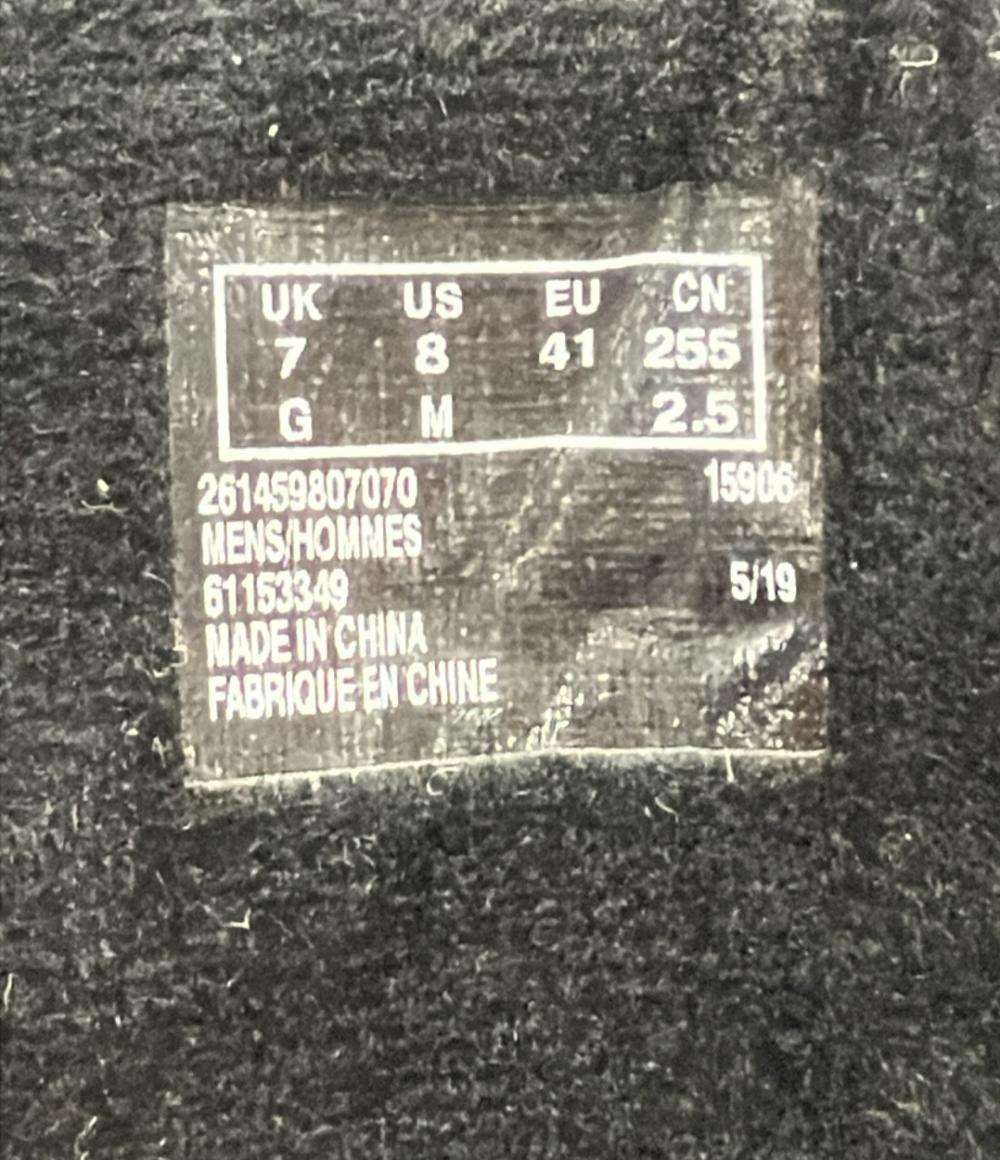 UK US EU CN
7 8 41 255
G M 2.5
261459807070 15906
MENS/HOMMES
61153349 5/19
MADE IN CHINA
FABRIQUE EN CHINE